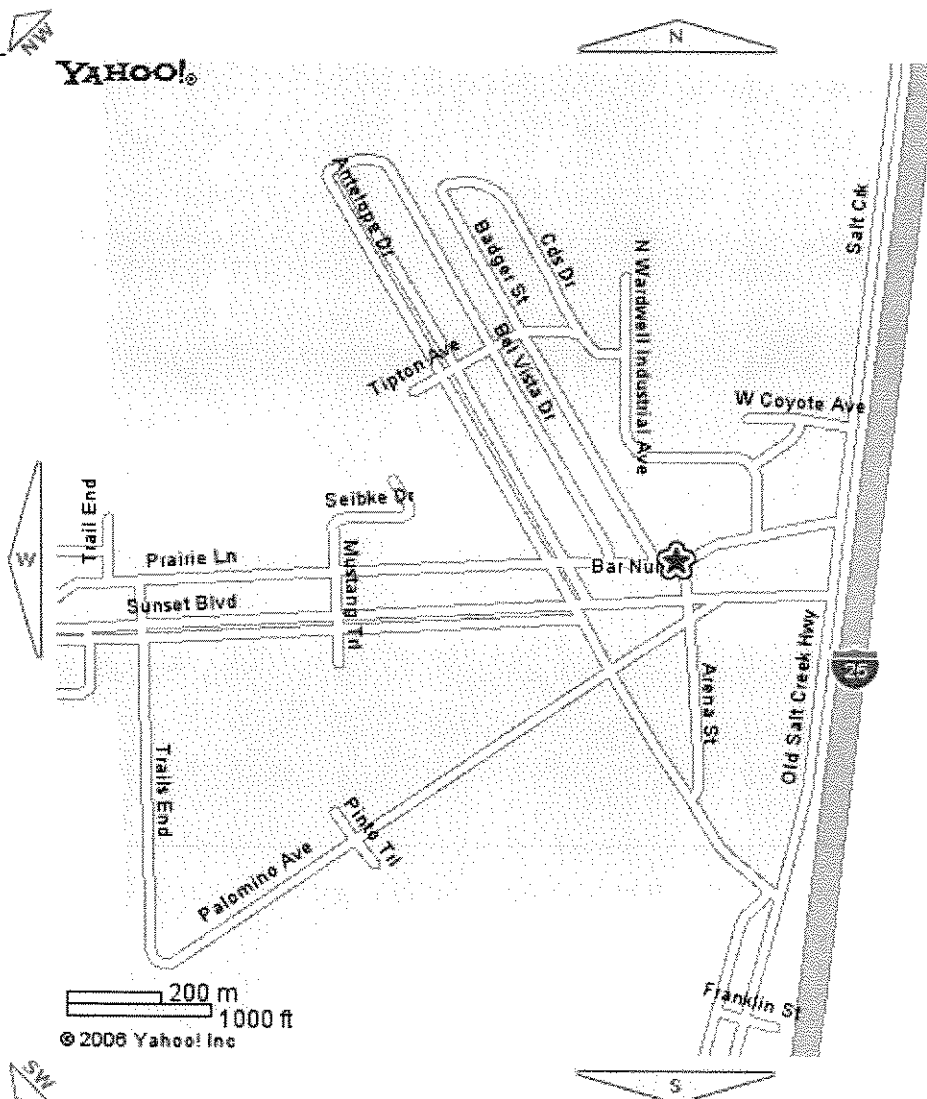 NW
N
YAHOO!®
Antelope Dr
Badger St
Cds Dr
N Wardwell Industrial Ave
Salt Crk
Tipton Ave
Bel Vista Dr
W Coyote Ave
Trail End
Seibke Dr
W
Prairie Ln
Mustang Trl
Bar Nun
Sunset Blvd
25
Arena St
Old Salt Creek Hwy
Trails End
Pinto Trl
Palomino Ave
200 m
1000 ft
Franklin St
© 2006 Yahoo! Inc
SW
S